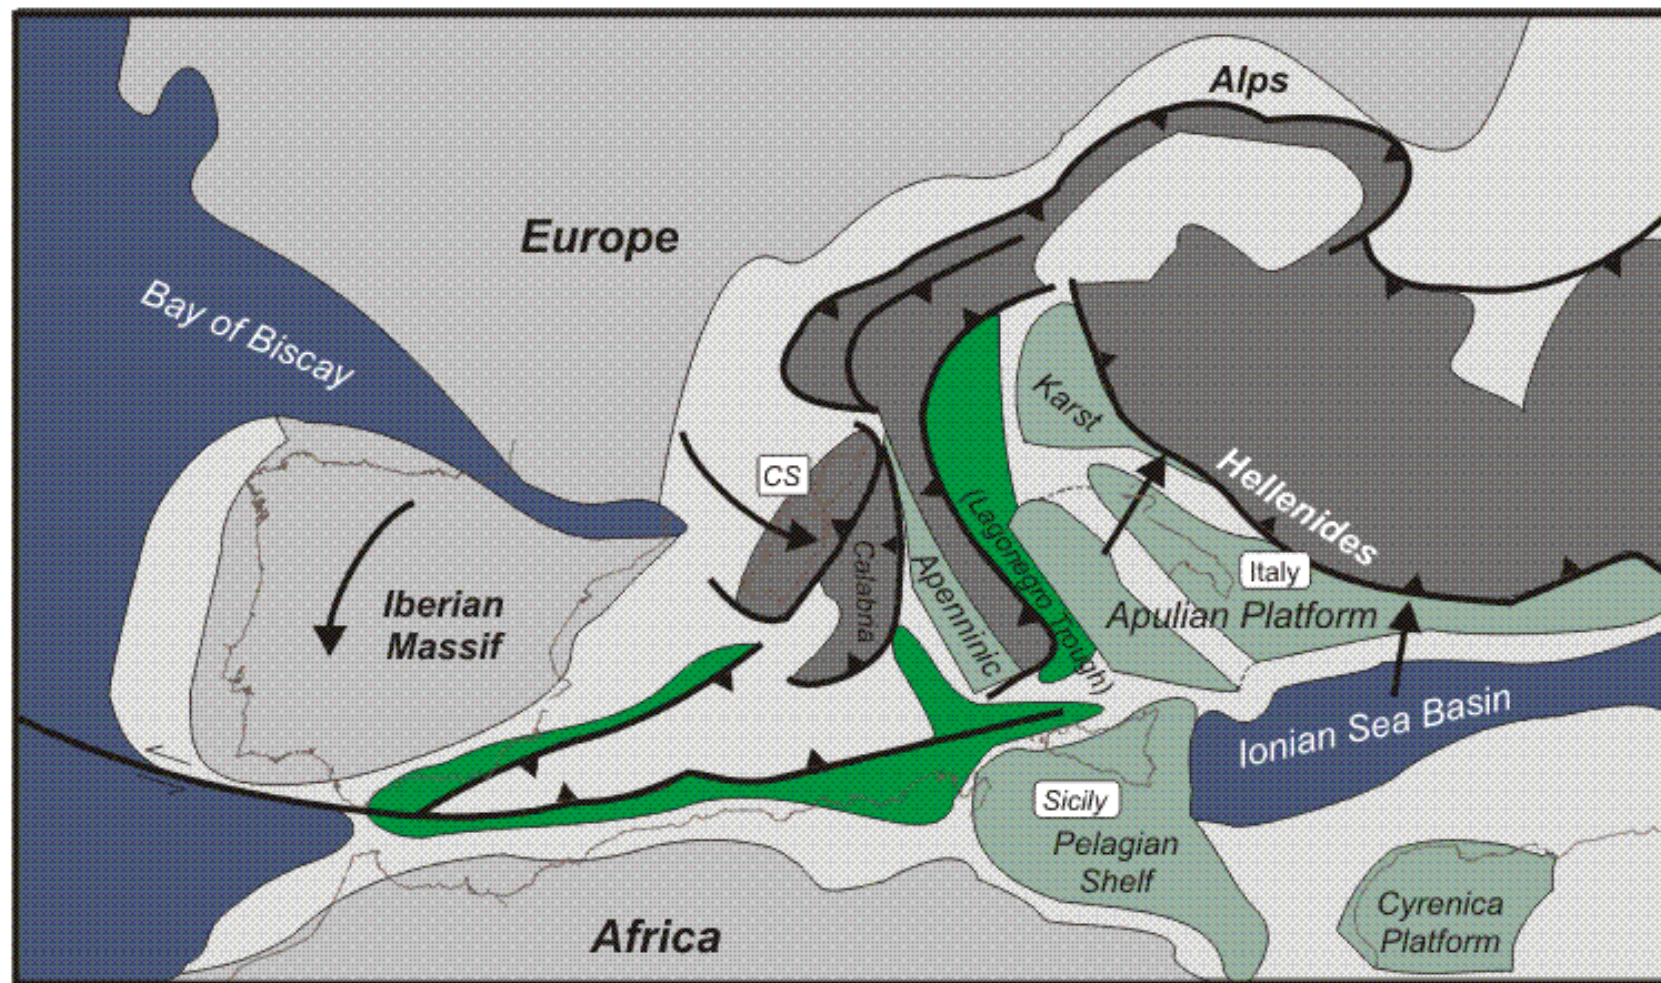 Alps
Europe
Bay of Biscay
Karst
CS
Hellenides
(Lagonegro Trough)
Calabria
Apenninic
Italy
Apulian Platform
Iberian
Massif
Ionian Sea Basin
Sicily
Pelagian
Shelf
Cyrenica
Platform
Africa